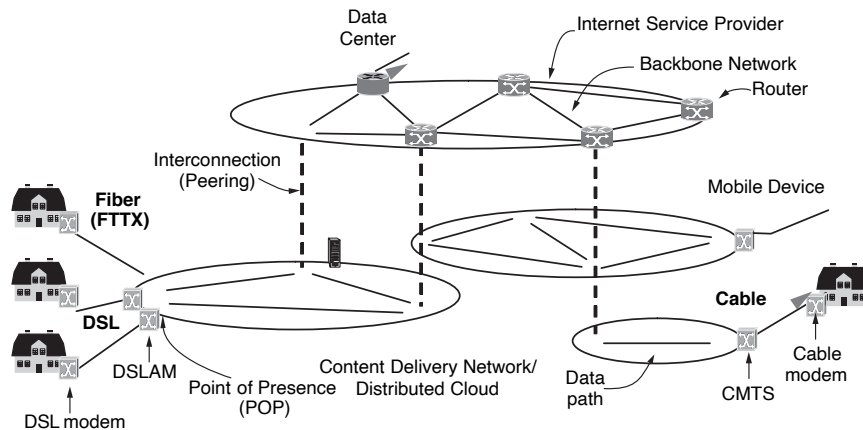 Data
Center
Internet Service Provider
Backbone Network
Router
Interconnection
(Peering)
Mobile Device
Fiber
(FTTX)
DSL
Cable
DSLAM
Point of Presence
(POP)
Content Delivery Network/
Distributed Cloud
Data
path
CMTS
Cable
modem
DSL modem